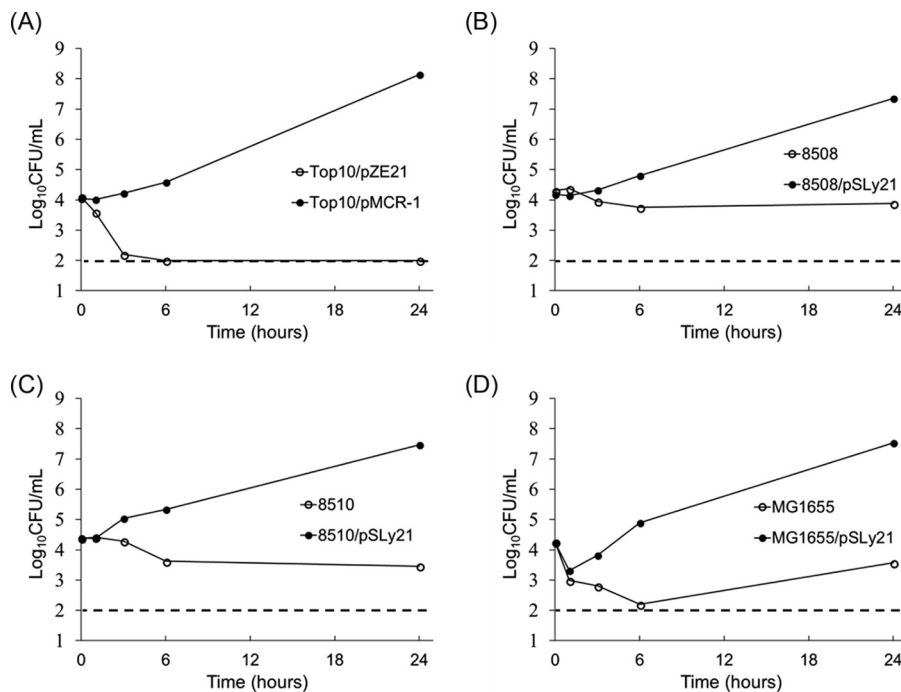 (A)
Log₁₀CFU/mL
9
8
7
6
5
4
3
2
1
Top10/pZE21
Top10/pMCR-1
0 6 12 18 24
Time (hours)
(B)
Log₁₀CFU/mL
9
8
7
6
5
4
3
2
1
8508
8508/pSLy21
0 6 12 18 24
Time (hours)
(C)
Log₁₀CFU/mL
9
8
7
6
5
4
3
2
1
8510
8510/pSLy21
0 6 12 18 24
Time (hours)
(D)
Log₁₀CFU/mL
9
8
7
6
5
4
3
2
1
MG1655
MG1655/pSLy21
0 6 12 18 24
Time (hours)